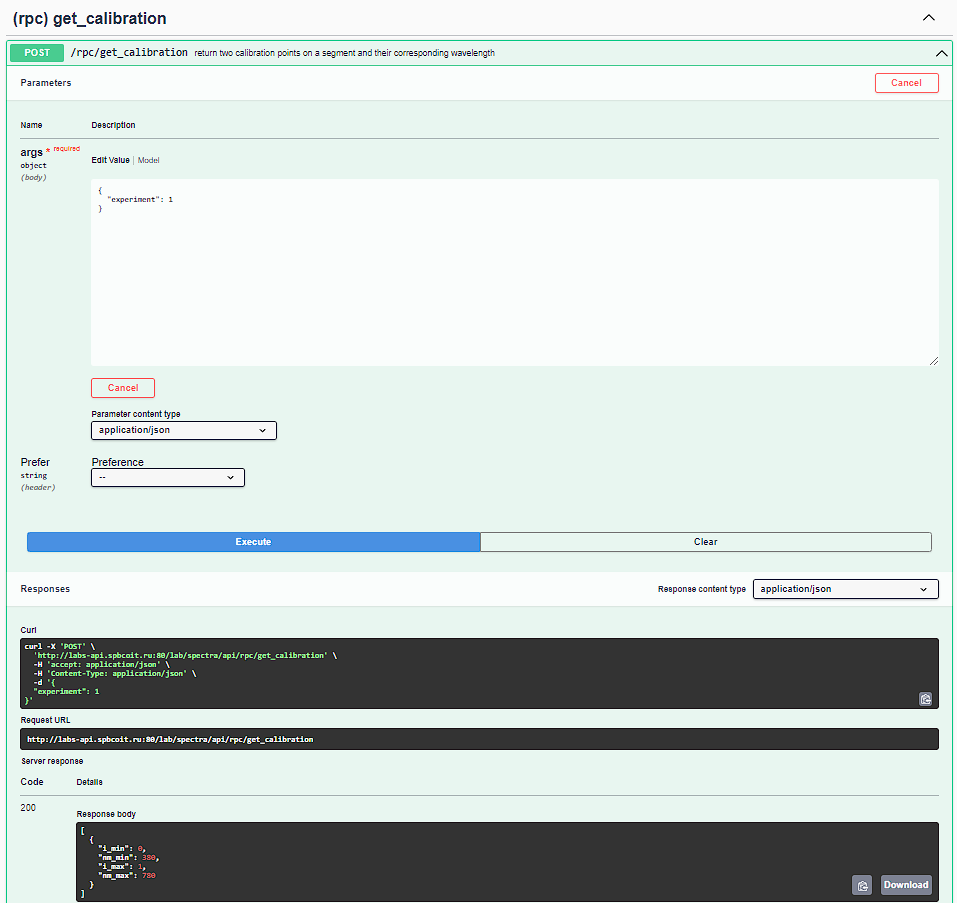 (rpc) get_calibration
POST /rpc/get_calibration return two calibration points on a segment and their corresponding wavelength
Parameters
Cancel
Name Description
args * required
object
(body)
Edit Value | Model
{
"experiment": 1
}
Cancel
Parameter content type
application/json
Prefer
string
(header)
Preference
--
Execute
Clear
Responses
Response content type application/json
Curl
curl -X 'POST' \
'http://labs-api.spbcoit.ru:80/lab/spectra/api/rpc/get_calibration' \
-H 'accept: application/json' \
-H 'Content-Type: application/json' \
-d '{
"experiment": 1
}'
Request URL
http://labs-api.spbcoit.ru:80/lab/spectra/api/rpc/get_calibration
Server response
Code Details
200
Response body
[
{
"i_min": 0,
"nm_min": 380,
"i_max": 1,
"nm_max": 780
}
]
Download